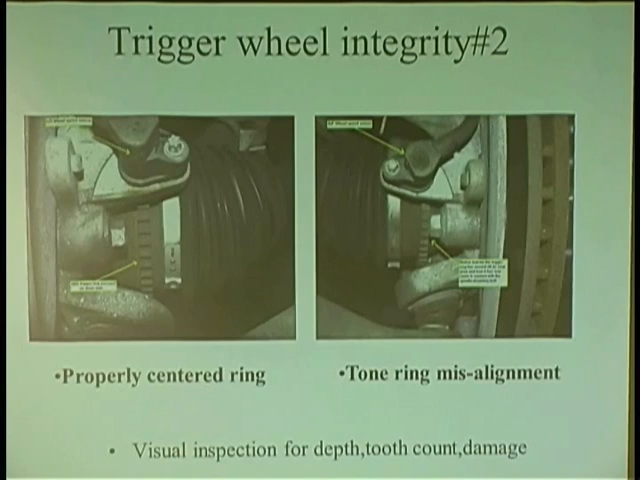 Trigger wheel integrity#2
•Properly centered ring
•Tone ring mis-alignment
• Visual inspection for depth,tooth count,damage